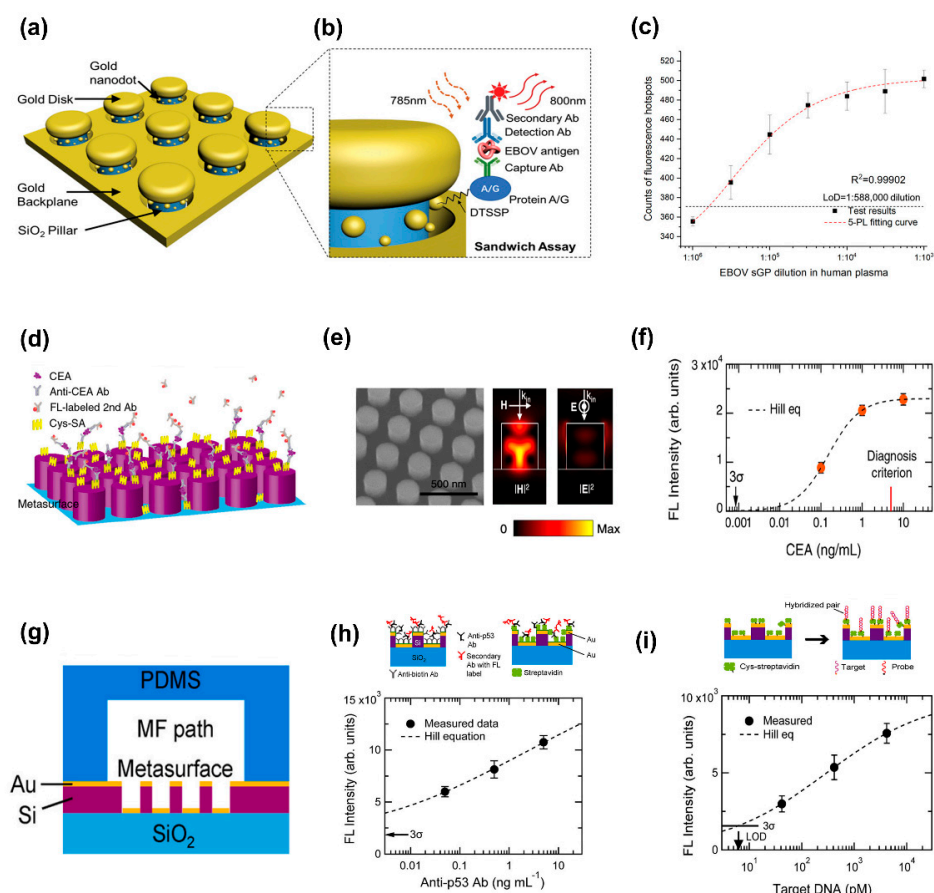 (a)
Gold
nanodot
Gold Disk
Gold
Backplane
SiO₂ Pillar
(b)
785nm
800nm
Secondary Ab
Detection Ab
EBOV antigen
Capture Ab
A/G
Protein A/G
DTSSP
Sandwich Assay
(c)
Counts of fluorescence hotspots
520
500
480
460
440
420
400
380
360
340
R²=0.99902
LoD=1:588,000 dilution
Test results
5-PL fitting curve
1:10⁶
1:10⁵
1:10⁴
1:10³
EBOV sGP dilution in human plasma
(d)
CEA
Anti-CEA Ab
FL-labeled 2nd Ab
Cys-SA
Metasurface
(e)
500 nm
H
k_in
|H|²
E
k_in
|E|²
0
Max
(f)
3 x10⁴
2
1
0
FL Intensity (arb. units)
Hill eq
Diagnosis
criterion
3σ
0.001
0.01
0.1
1
10
CEA (ng/mL)
(g)
PDMS
MF path
Metasurface
Au
Si
SiO₂
(h)
SiO₂
Si
Anti-p53
Ab
Secondary
Ab with FL
label
Anti-biotin Ab
Au
Au
Streptavidin
15 x10³
10
5
0
FL Intensity (arb. units)
Measured data
Hill equation
3σ
0.01
0.1
1
10
Anti-p53 Ab (ng mL⁻¹)
(i)
Hybridized pair
Cys-streptavidin
Target
Probe
10 x10³
5
0
FL Intensity (arb. units)
Measured
Hill eq
3σ
LOD
10¹
10²
10³
10⁴
Target DNA (pM)